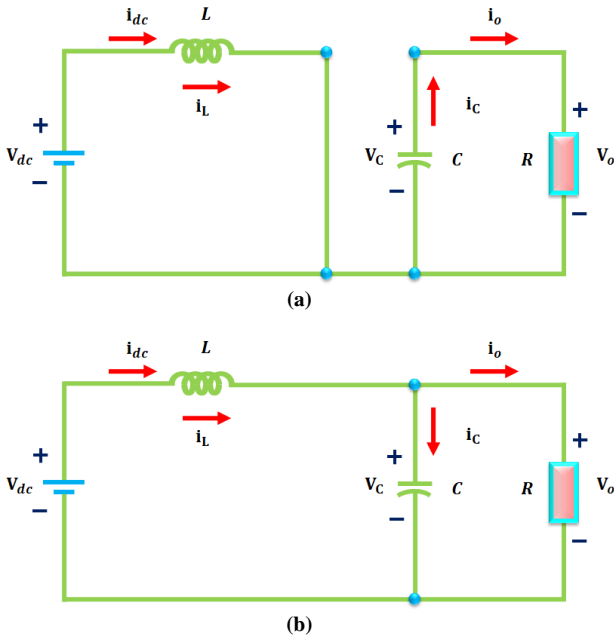 i_dc L i_o
i_L
+ + i_C +
V_dc V_C C R V_o
− − −
(a)
i_dc L i_o
i_L
i_C
+ + +
V_dc V_C C R V_o
− − −
(b)